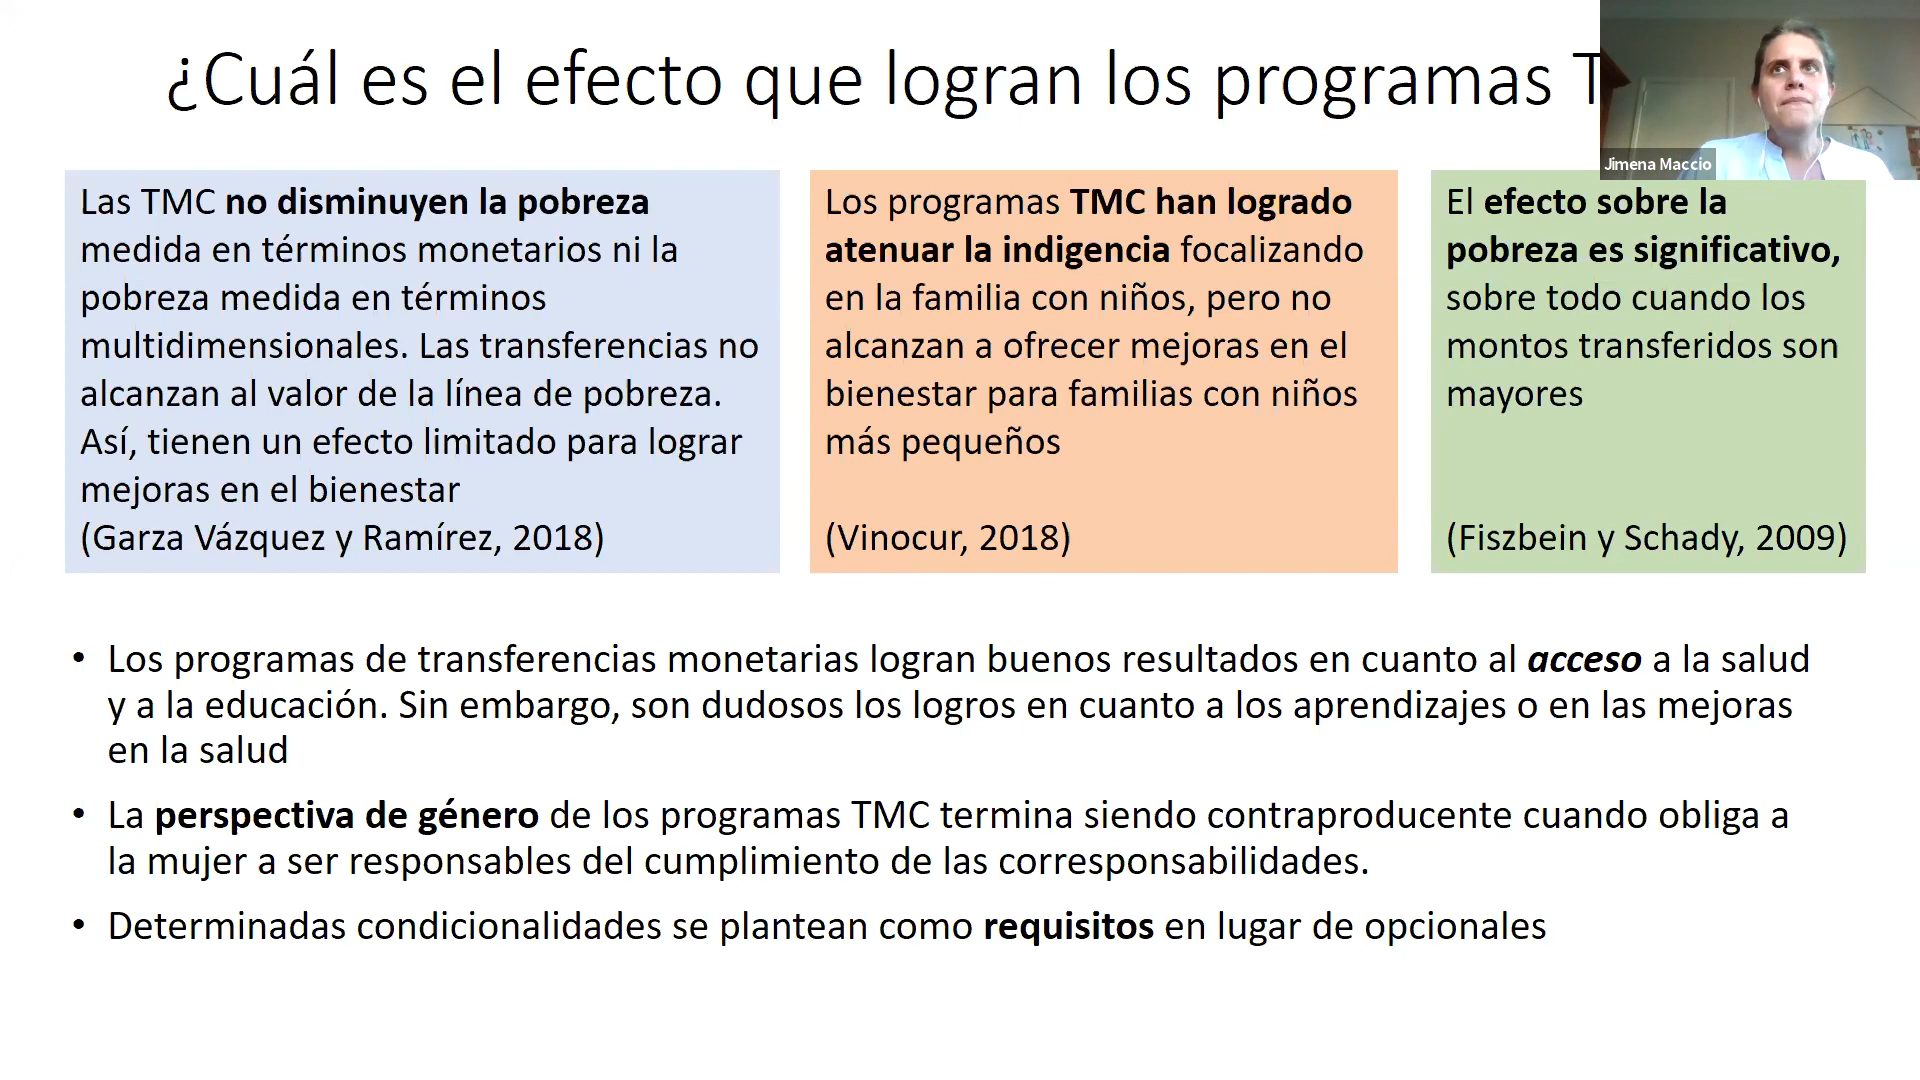 ¿Cuál es el efecto que logran los programas
Jimena Maccio
Las TMC no disminuyen la pobreza
medida en términos monetarios ni la
pobreza medida en términos
multidimensionales. Las transferencias no
alcanzan al valor de la línea de pobreza.
Así, tienen un efecto limitado para lograr
mejoras en el bienestar
(Garza Vázquez y Ramírez, 2018)
Los programas TMC han logrado
atenuar la indigencia focalizando
en la familia con niños, pero no
alcanzan a ofrecer mejoras en el
bienestar para familias con niños
más pequeños
(Vinocur, 2018)
El efecto sobre la
pobreza es significativo,
sobre todo cuando los
montos transferidos son
mayores
(Fiszbein y Schady, 2009)
• Los programas de transferencias monetarias logran buenos resultados en cuanto al acceso a la salud
y a la educación. Sin embargo, son dudosos los logros en cuanto a los aprendizajes o en las mejoras
en la salud
• La perspectiva de género de los programas TMC termina siendo contraproducente cuando obliga a
la mujer a ser responsables del cumplimiento de las corresponsabilidades.
• Determinadas condicionalidades se plantean como requisitos en lugar de opcionales